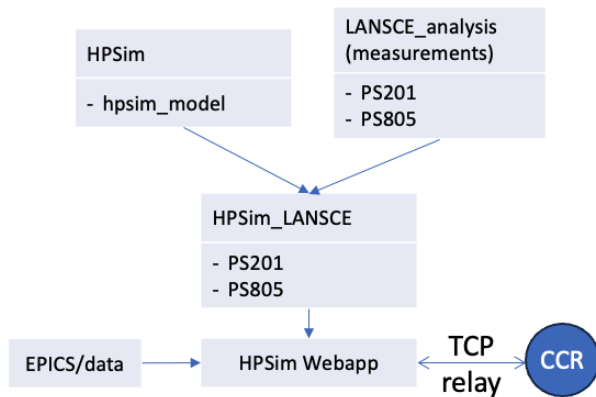 HPSim
- hpsim_model
LANSCE_analysis
(measurements)
- PS201
- PS805
HPSim_LANSCE
- PS201
- PS805
EPICS/data
HPSim Webapp
TCP
relay
CCR